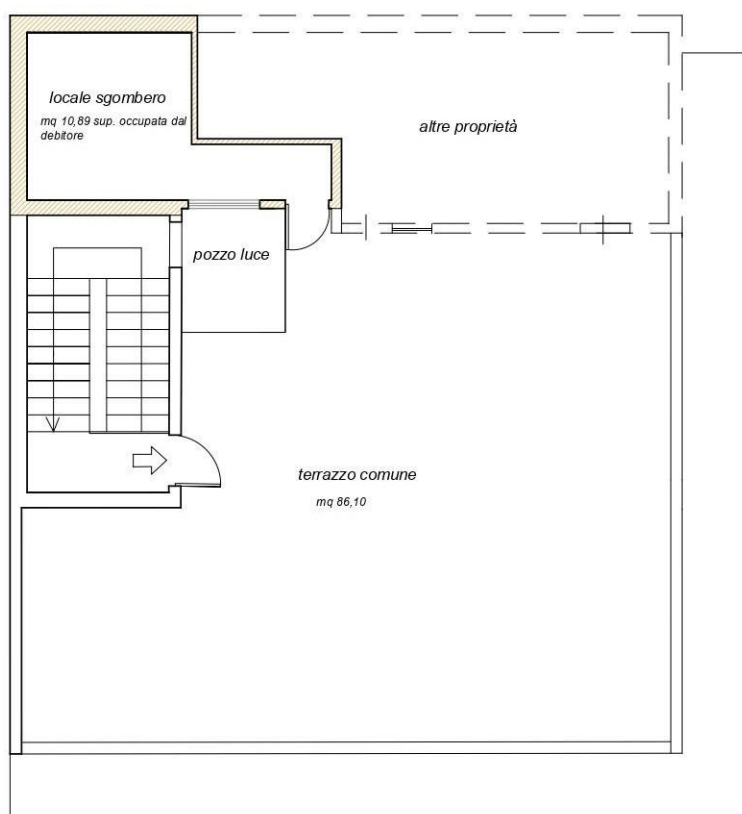 locale sgombero
mq 10,89 sup. occupata dal
debitore
altre proprietà
pozzo luce
terrazzo comune
mq 86,10